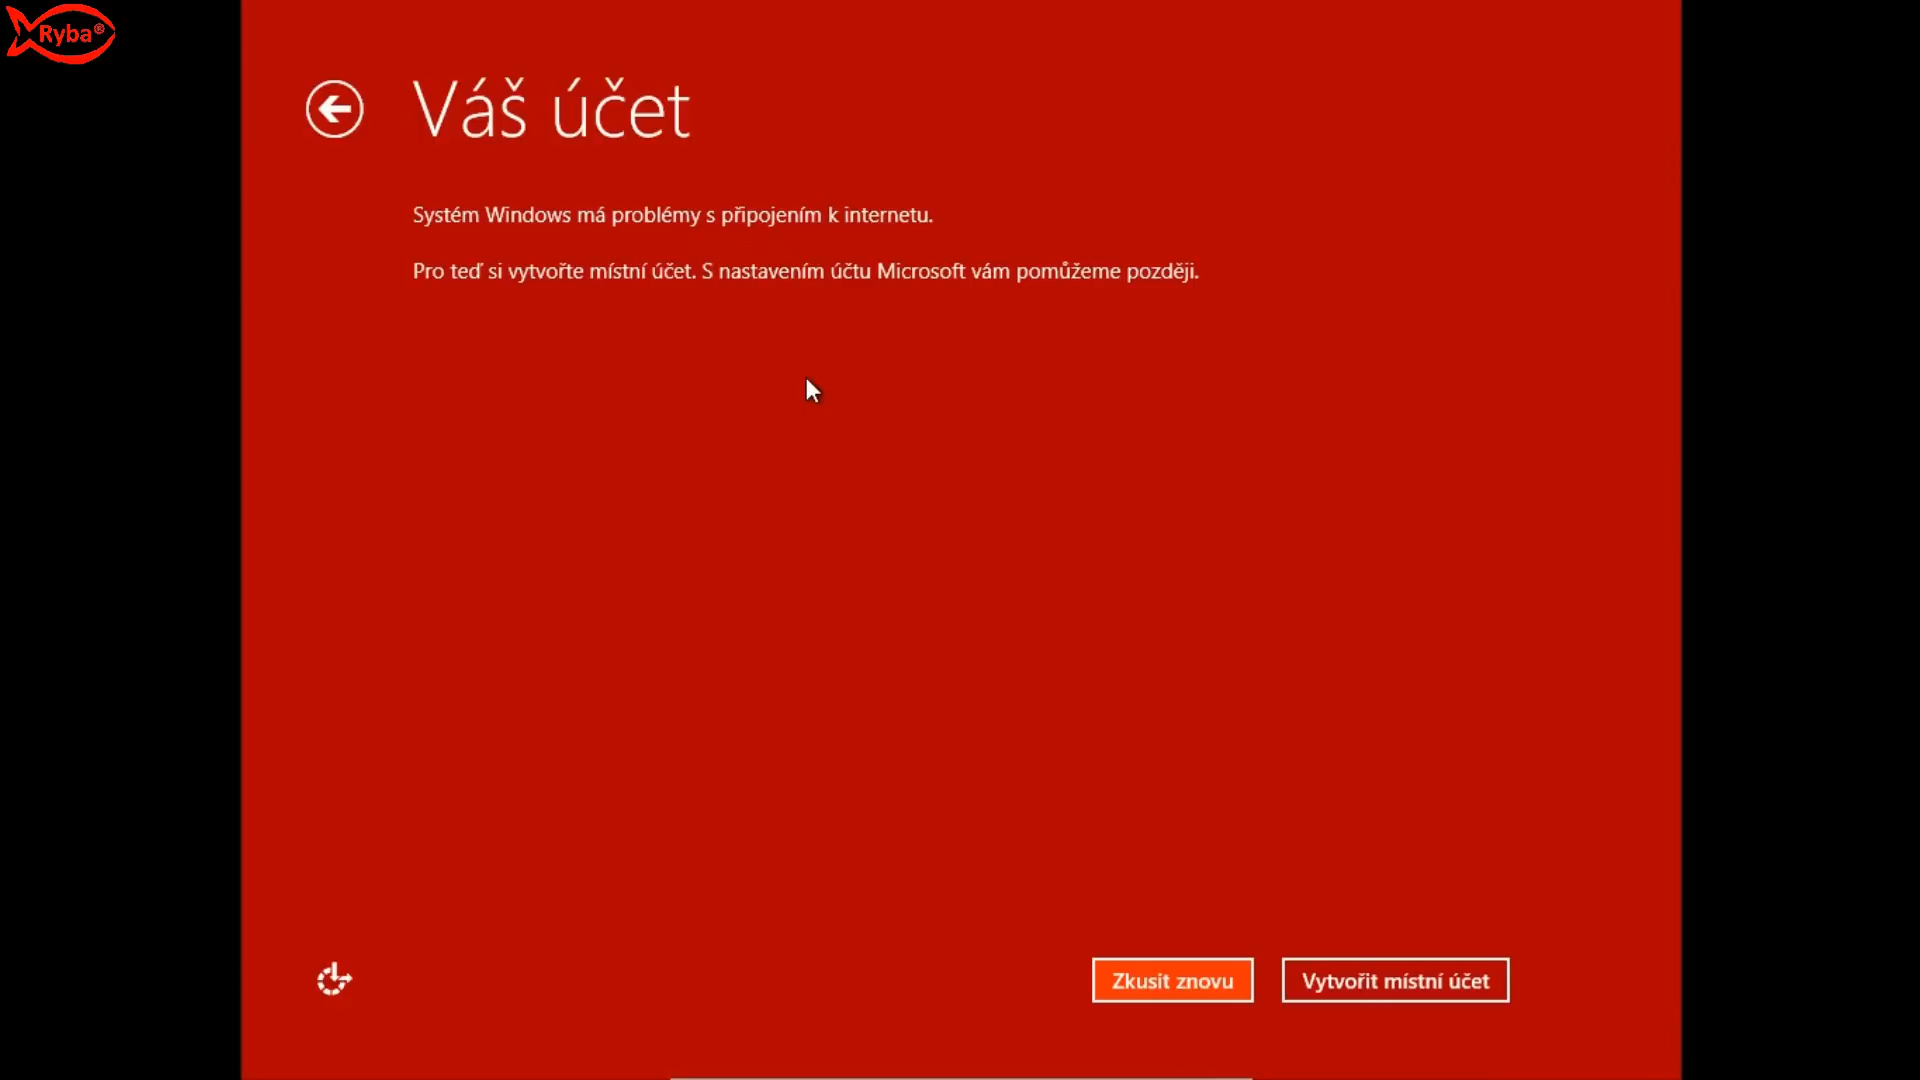 Ryba®
Váš účet
Systém Windows má problémy s připojením k internetu.
Pro teď si vytvořte místní účet. S nastavením účtu Microsoft vám pomůžeme později.
Zkusit znovu
Vytvořit místní účet